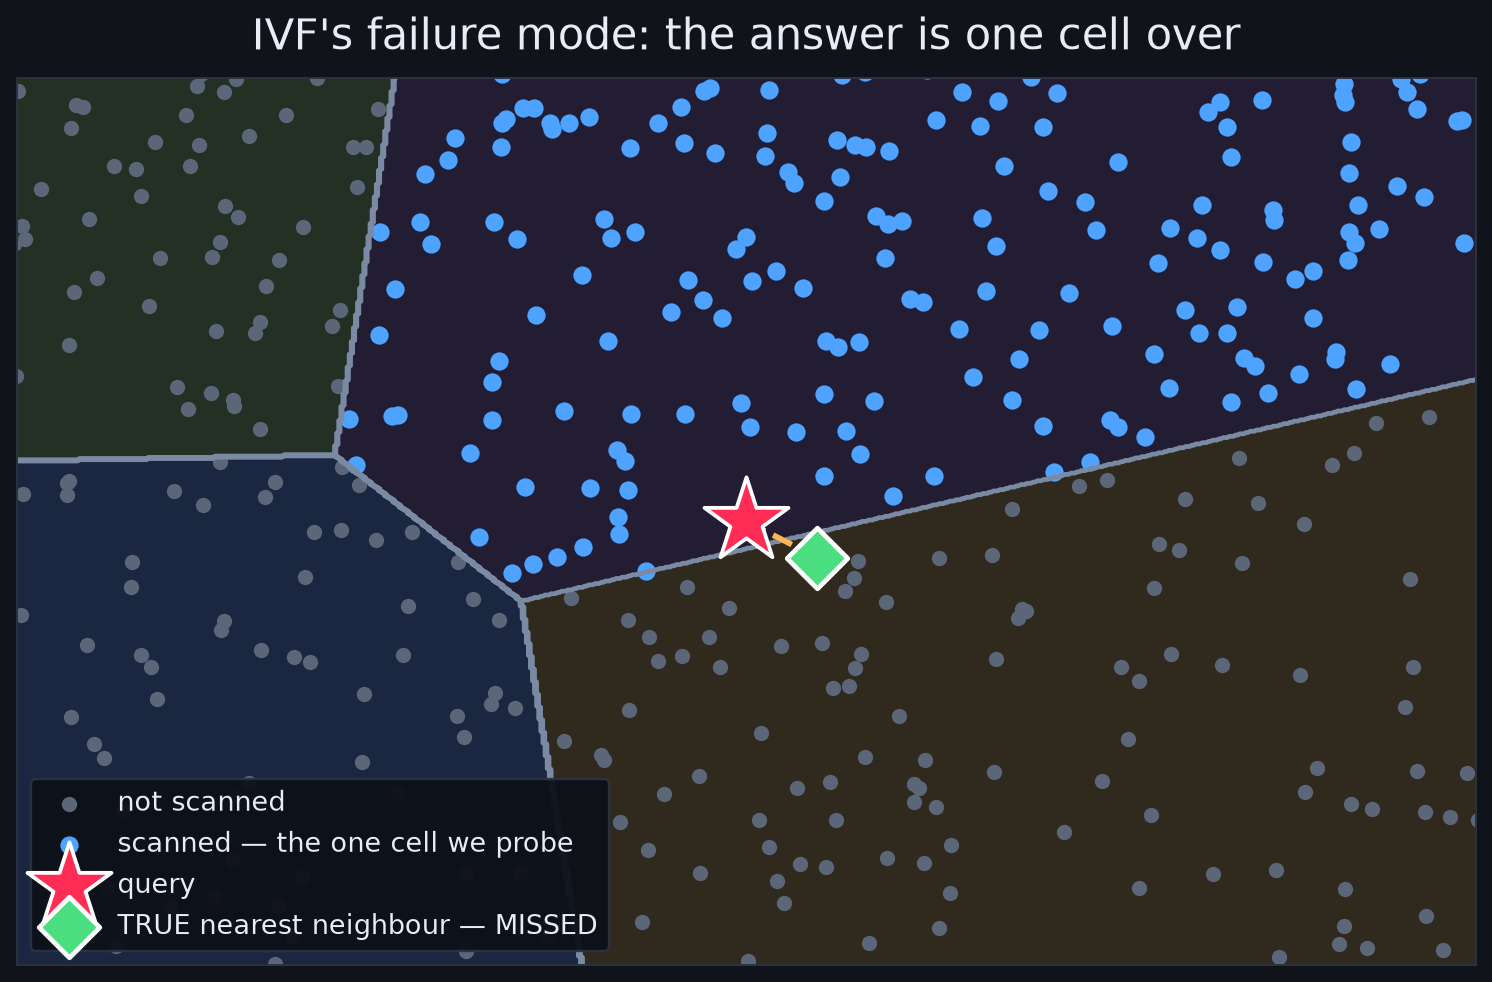 IVF's failure mode: the answer is one cell over
not scanned
scanned — the one cell we probe
query
TRUE nearest neighbour — MISSED